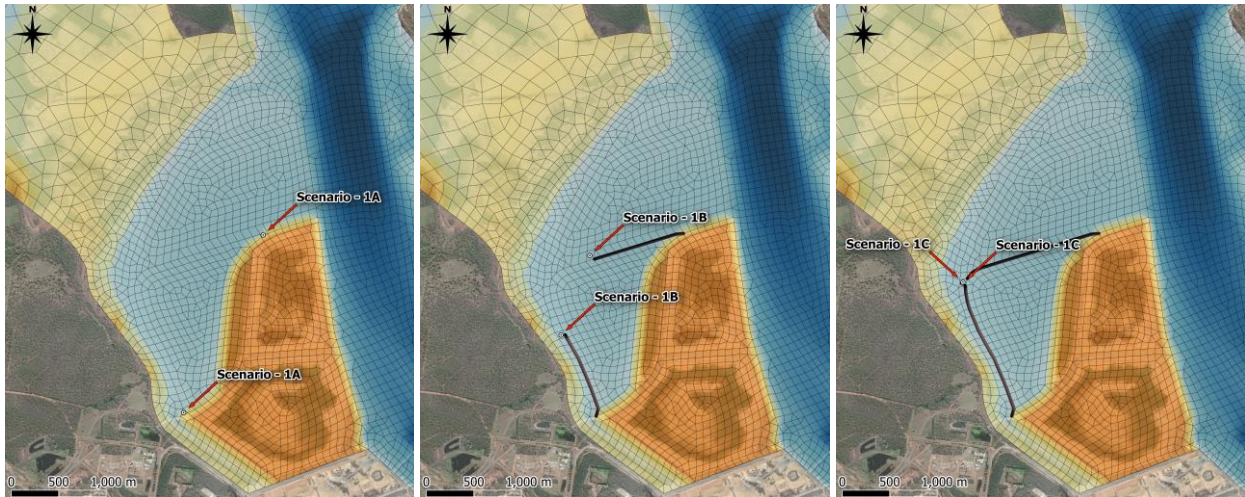 N
Scenario - 1A
Scenario - 1A
0 500 1,000 m
N
Scenario - 1B
Scenario - 1B
0 500 1,000 m
N
Scenario - 1C Scenario - 1C
0 500 1,000 m